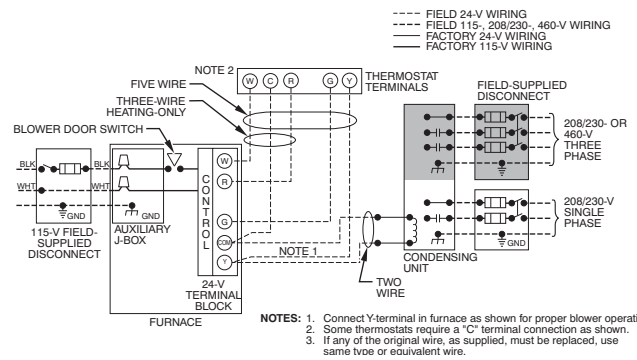 FIELD 24-V WIRING
FIELD 115-, 208/230-, 460-V WIRING
FACTORY 24-V WIRING
FACTORY 115-V WIRING
NOTE 2
W C R G Y
THERMOSTAT
TERMINALS
FIVE WIRE
THREE-WIRE
HEATING-ONLY
BLOWER DOOR SWITCH
FIELD-SUPPLIED
DISCONNECT
208/230- OR
460-V
THREE
PHASE
BLK
BLK
WHT
WHT
GND
GND
115-V FIELD-
SUPPLIED
DISCONNECT
AUXILIARY
J-BOX
CONTROL
W
R
G
COM
Y
24-V
TERMINAL
BLOCK
FURNACE
NOTE 1
TWO
WIRE
CONDENSING
UNIT
208/230-V
SINGLE
PHASE
GND
NOTES: 1. Connect Y-terminal in furnace as shown for proper blower operati
2. Some thermostats require a "C" terminal connection as shown.
3. If any of the original wire, as supplied, must be replaced, use
same type or equivalent wire.